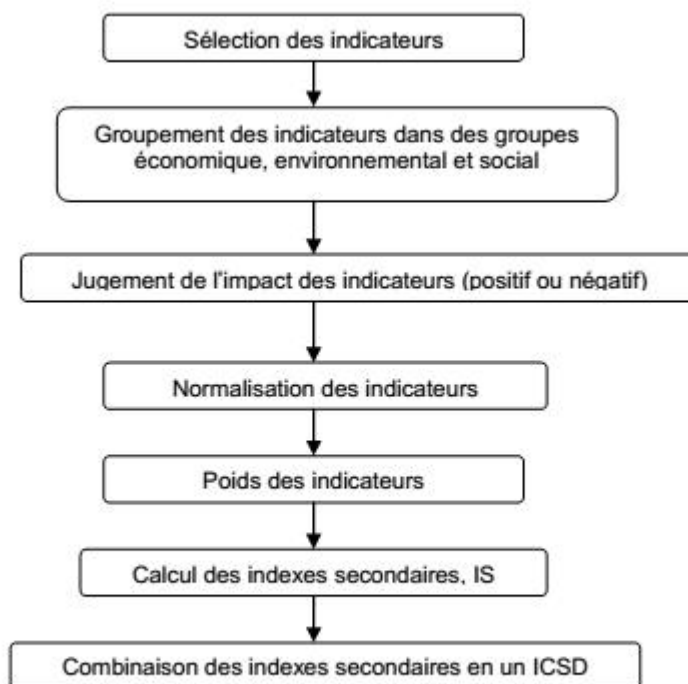 Sélection des indicateurs
Groupement des indicateurs dans des groupes
économique, environnemental et social
Jugement de l'impact des indicateurs (positif ou négatif)
Normalisation des indicateurs
Poids des indicateurs
Calcul des indexes secondaires, IS
Combinaison des indexes secondaires en un ICSD